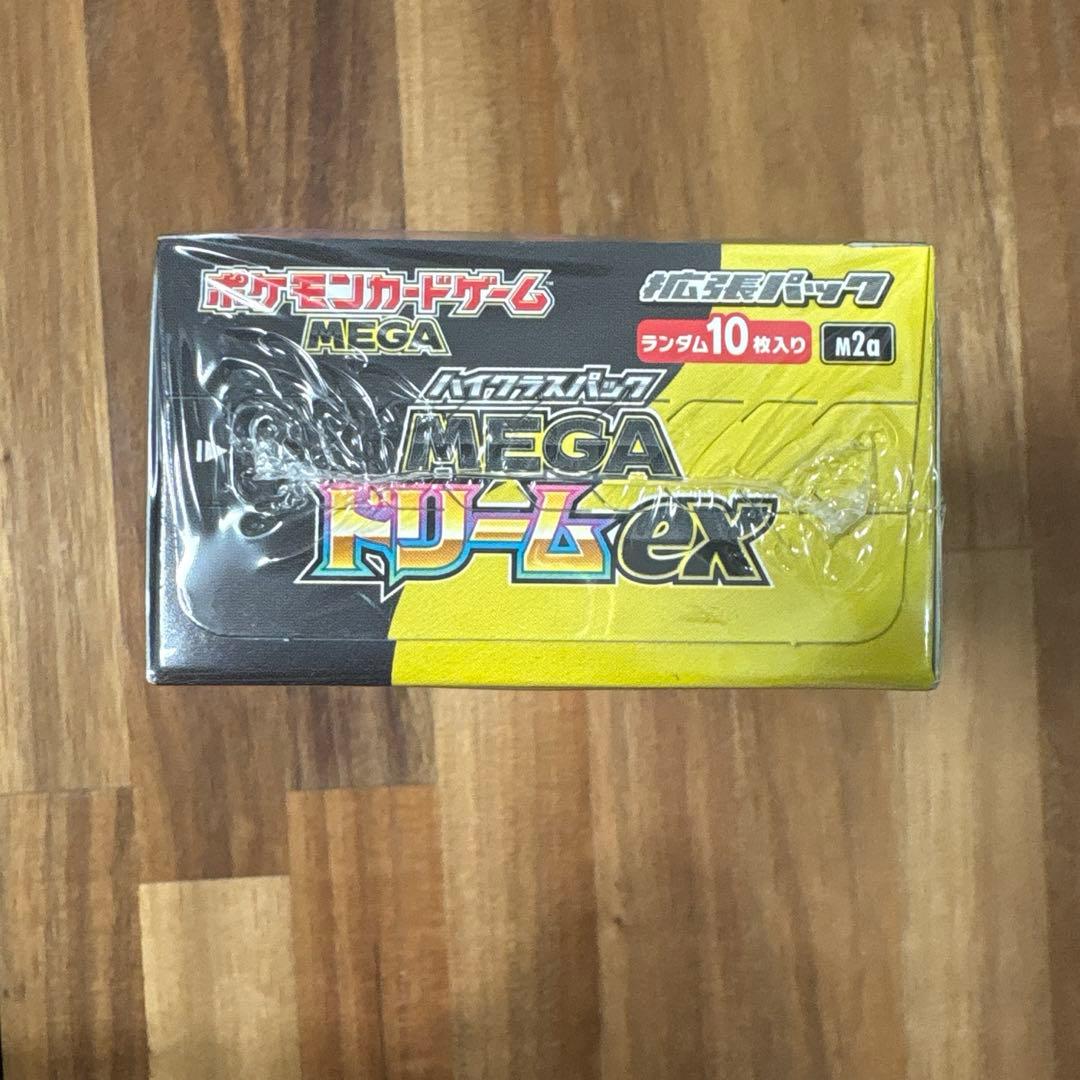 ポケモンカードゲーム™
MEGA
拡張パック
ランダム10枚入り
M2a
ハイクラスパック
MEGA
ドリームex